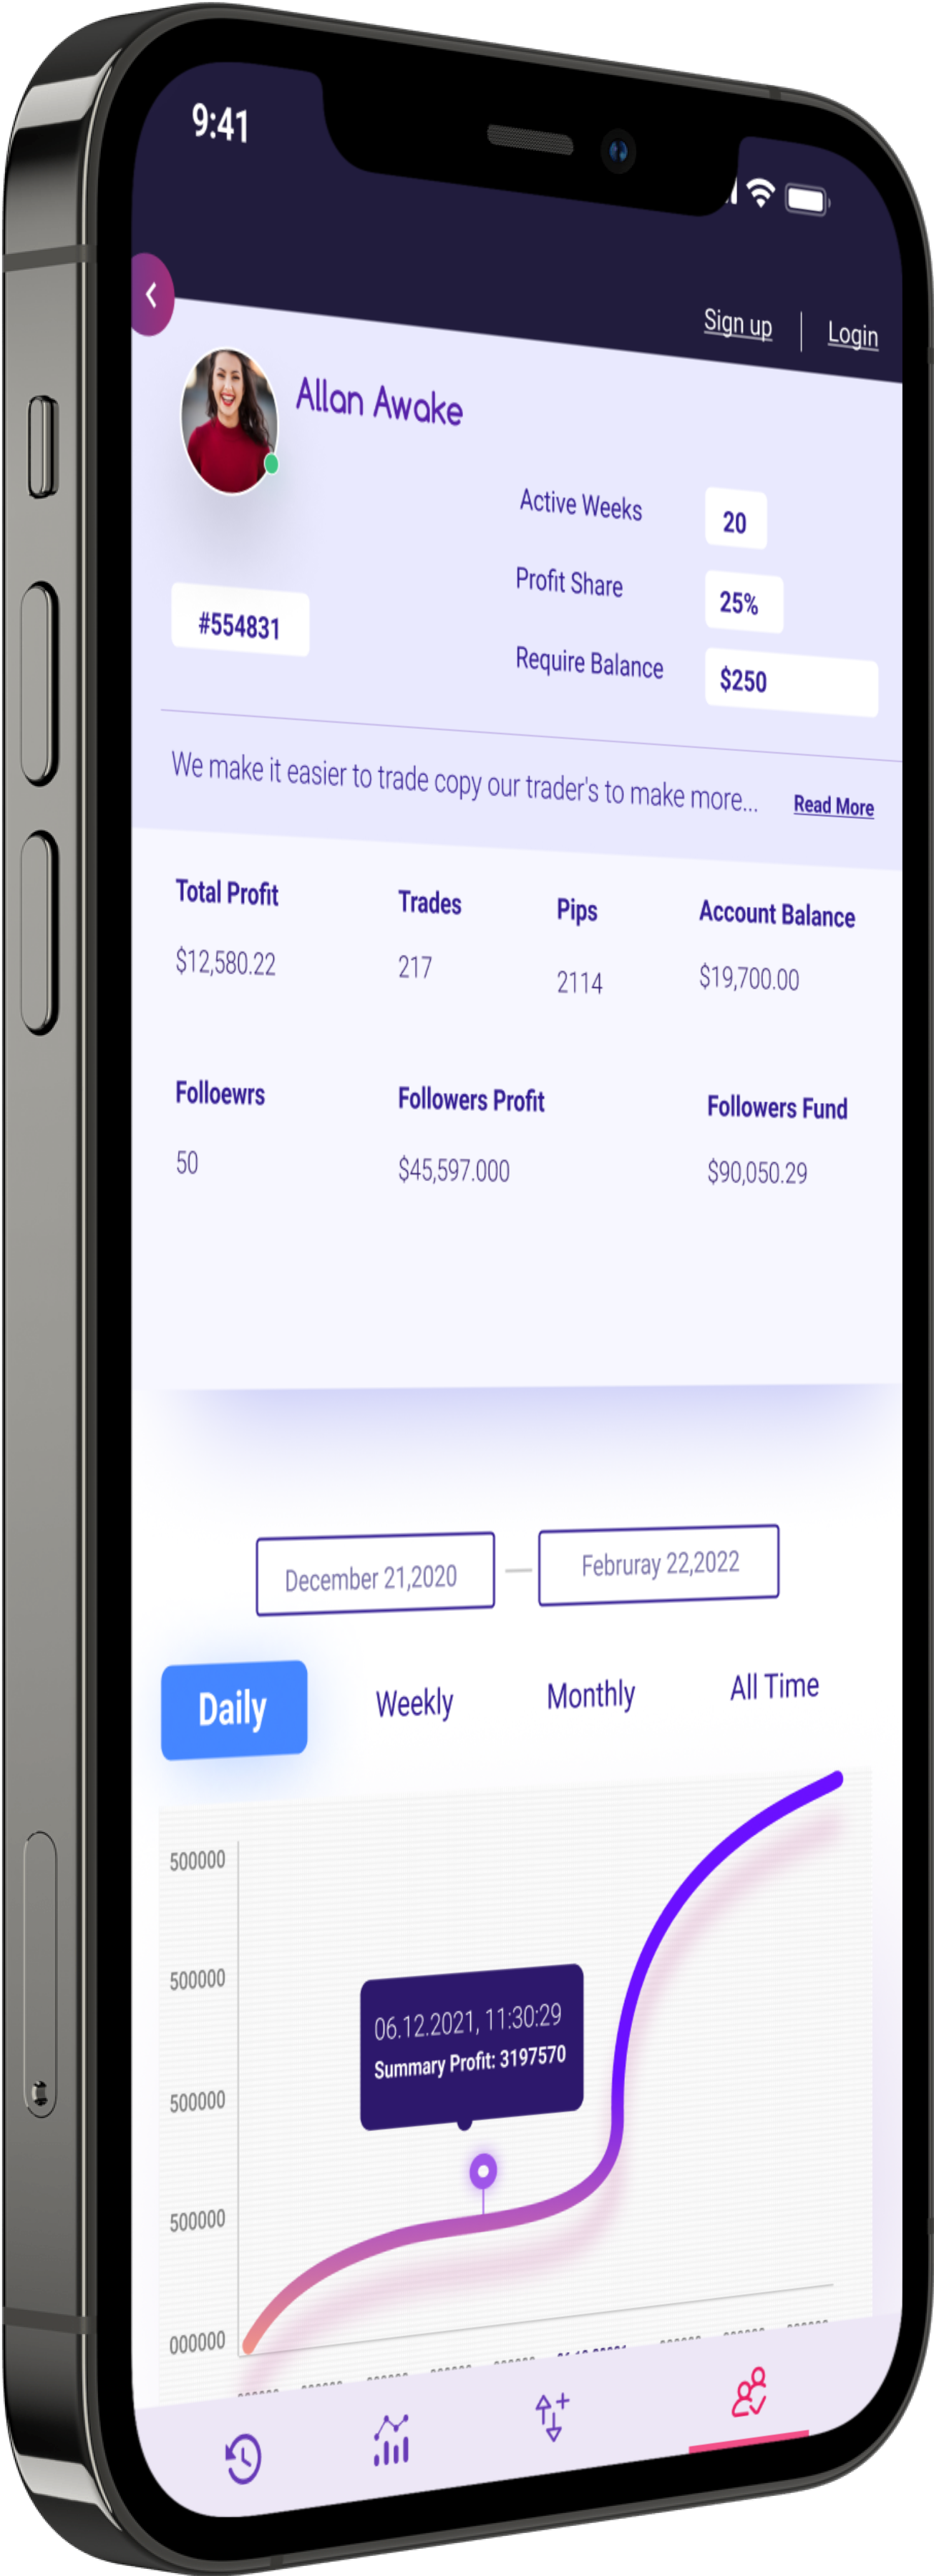 9:41
Sign up
Login
Allan Awake
Active Weeks
20
Profit Share
25%
#554831
Require Balance
$250
We make it easier to trade copy our trader's to make more...
Read More
Total Profit
Trades
Pips
Account Balance
$12,580.22
217
2114
$19,700.00
Folloewrs
Followers Profit
Followers Fund
50
$45,597.000
$90,050.29
December 21,2020
Februray 22,2022
Daily
Weekly
Monthly
All Time
500000
500000
06.12.2021, 11:30:29
Summary Profit: 3197570
500000
500000
000000